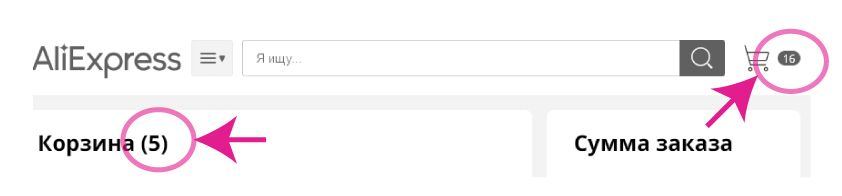 AliExpress
Я ищу...
16
Корзина (5)
Сумма заказа